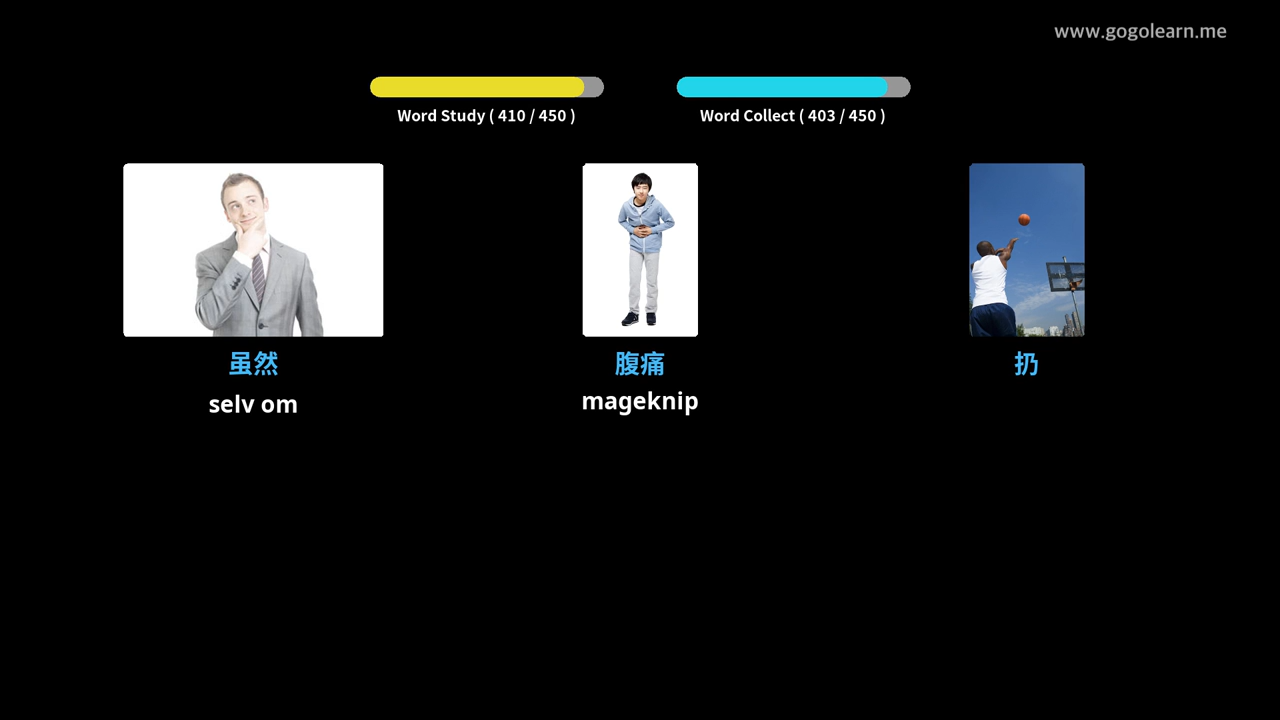 www.gogolearn.me
Word Study ( 410 / 450 )
Word Collect ( 403 / 450 )
虽然
腹痛
扔
selv om
mageknip